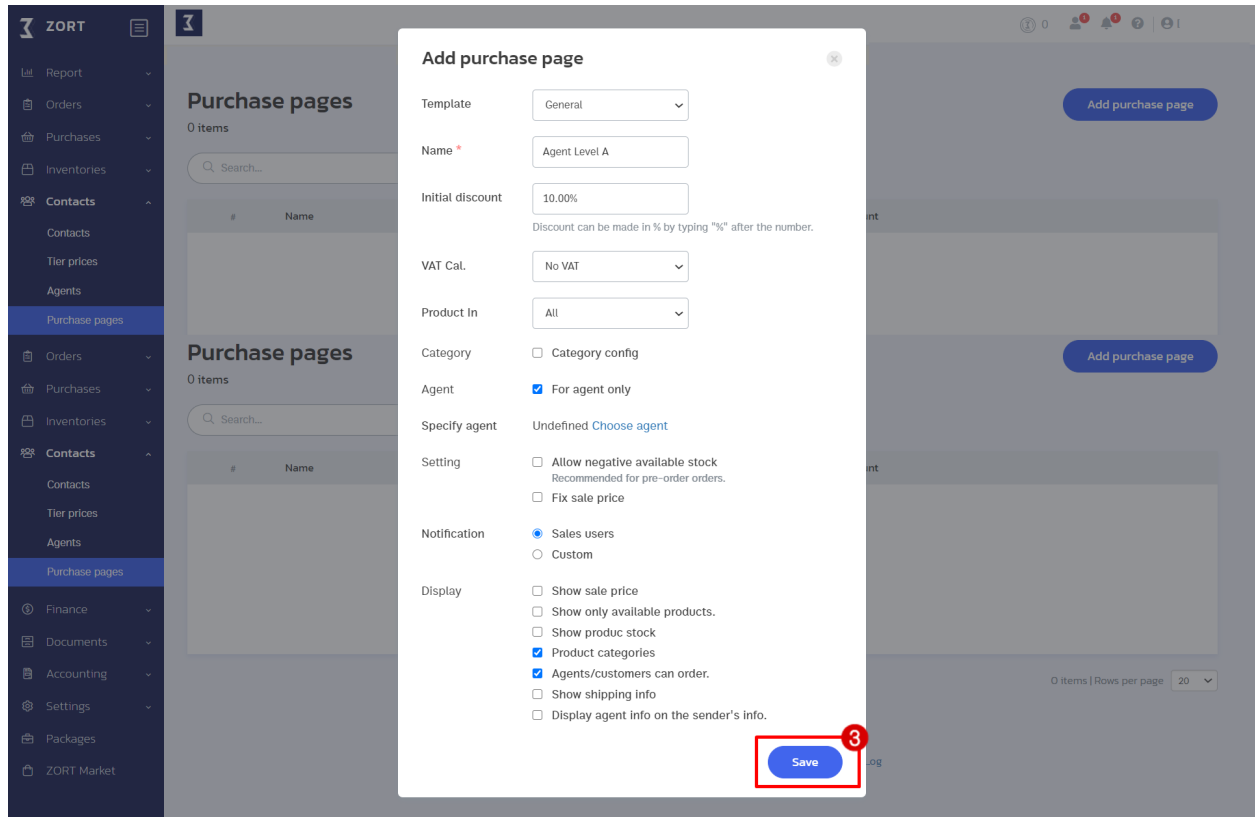 ZORT
0
Report
Orders
Purchases
Inventories
Contacts
Contacts
Tier prices
Agents
Purchase pages
Orders
Purchases
Inventories
Contacts
Contacts
Tier prices
Agents
Purchase pages
Finance
Documents
Accounting
Settings
Packages
ZORT Market
Purchase pages
Add purchase page
0 items
Search...
# Name
Purchase pages
Add purchase page
0 items
Search...
# Name
0 items | Rows per page 20
Log
Add purchase page
Template General
Name * Agent Level A
Initial discount 10.00%
Discount can be made in % by typing "%" after the number.
VAT Cal. No VAT
Product In All
Category Category config
Agent For agent only
Specify agent Undefined Choose agent
Setting Allow negative available stock
Recommended for pre-order orders.
Fix sale price
Notification Sales users
Custom
Display Show sale price
Show only available products.
Show produc stock
Product categories
Agents/customers can order.
Show shipping info
Display agent info on the sender's info.
3
Save